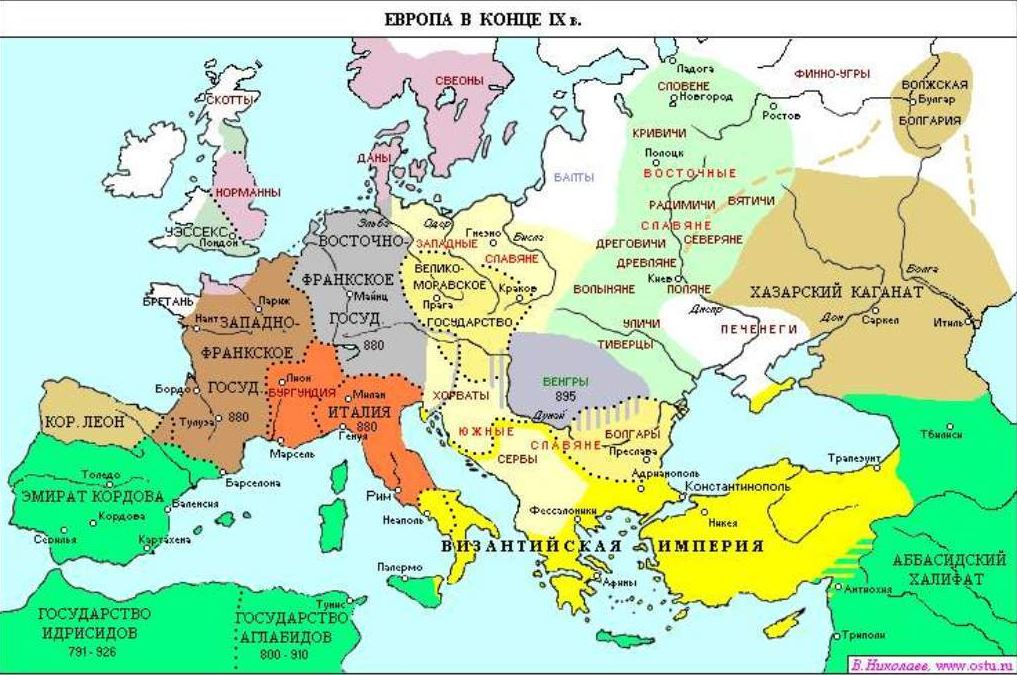 ЕВРОПА В КОНЦЕ IX в.
СКОТТЫ
НОРМАННЫ
УЭССЕКС
Лондон
БРЕТАНЬ
СВЕОНЫ
ДАНЫ
БАЛТЫ
Ладога
СЛОВЕНЕ
Новгород
ФИННО-УГРЫ
Ростов
ВОЛЖСКАЯ
Булгар
БОЛГАРИЯ
КРИВИЧИ
Полоцк
ВОСТОЧНЫЕ
РАДИМИЧИ
ВЯТИЧИ
СЛАВЯНЕ
СЕВЕРЯНЕ
ДРЕГОВИЧИ
ДРЕВЛЯНЕ
Киев
ПОЛЯНЕ
ВОЛЫНЯНЕ
УЛИЧИ
ТИВЕРЦЫ
Днепр
ПЕЧЕНЕГИ
ХАЗАРСКИЙ КАГАНАТ
Волга
Дон
Саркел
Итиль
Эльба
Одер
Гнезно
Висла
ЗАПАДНЫЕ
СЛАВЯНЕ
ВЕЛИКО-
МОРАВСКОЕ
Прага
Краков
ГОСУДАРСТВО
ВОСТОЧНО-
ФРАНКСКОЕ
Майнц
ГОСУД.
880
Париж
Нант
ЗАПАДНО-
ФРАНКСКОЕ
ГОСУД.
880
Бордо
Тулуза
Лион
БУРГУНДИЯ
Милан
ИТАЛИЯ
880
Генуя
Марсель
Рим
Неаполь
Палермо
ВЕНГРЫ
895
Дунай
ХОРВАТЫ
ЮЖНЫЕ
СЛАВЯНЕ
СЕРБЫ
БОЛГАРЫ
Преслава
Адрианополь
Константинополь
Фессалоники
Никея
Афины
ВИЗАНТИЙСКАЯ ИМПЕРИЯ
Трапезунт
Тбилиси
АББАСИДСКИЙ
ХАЛИФАТ
Антиохия
Триполи
КОР. ЛЕОН
Барселона
Толедо
ЭМИРАТ КОРДОВА
Валенсия
Кордова
Севилья
Картахена
ГОСУДАРСТВО
ИДРИСИДОВ
791 - 926
Тунис
ГОСУДАРСТВО
АГЛАБИДОВ
800 - 910
В. Николаев, www.ostu.ru